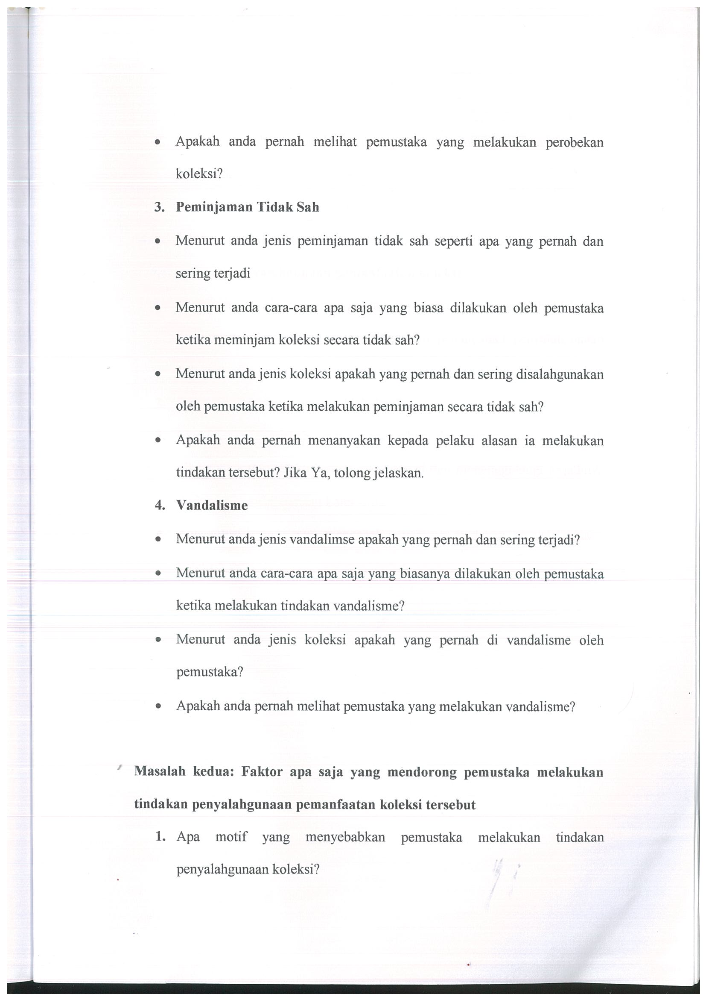 • Apakah anda pernah melihat pemustaka yang melakukan perobekan
koleksi?
3. Peminjaman Tidak Sah
• Menurut anda jenis peminjaman tidak sah seperti apa yang pernah dan
sering terjadi
• Menurut anda cara-cara apa saja yang biasa dilakukan oleh pemustaka
ketika meminjam koleksi secara tidak sah?
• Menurut anda jenis koleksi apakah yang pernah dan sering disalahgunakan
oleh pemustaka ketika melakukan peminjaman secara tidak sah?
• Apakah anda pernah menanyakan kepada pelaku alasan ia melakukan
tindakan tersebut? Jika Ya, tolong jelaskan.
4. Vandalisme
• Menurut anda jenis vandalimse apakah yang pernah dan sering terjadi?
• Menurut anda cara-cara apa saja yang biasanya dilakukan oleh pemustaka
ketika melakukan tindakan vandalisme?
• Menurut anda jenis koleksi apakah yang pernah di vandalisme oleh
pemustaka?
• Apakah anda pernah melihat pemustaka yang melakukan vandalisme?
Masalah kedua: Faktor apa saja yang mendorong pemustaka melakukan
tindakan penyalahgunaan pemanfaatan koleksi tersebut
1. Apa motif yang menyebabkan pemustaka melakukan tindakan
penyalahgunaan koleksi?